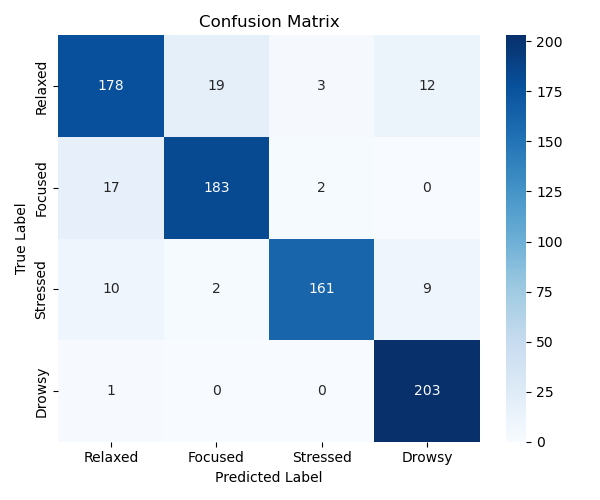 Confusion Matrix
True Label
Relaxed
178 19 3 12
Focused
17 183 2 0
Stressed
10 2 161 9
Drowsy
1 0 0 203
Relaxed Focused Stressed Drowsy
Predicted Label
200
175
150
125
100
75
50
25
0